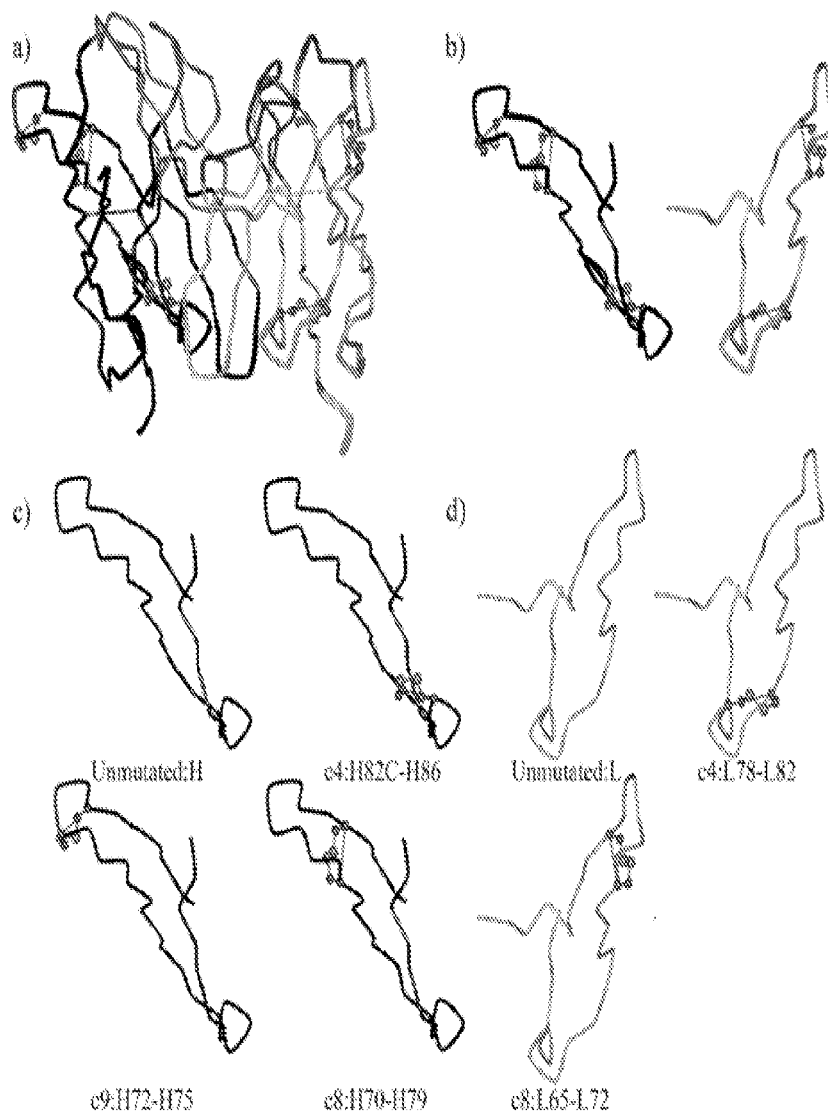 a)
b)
c)
d)
Unmutated:H
c4:H82C-H86
Unmutated:L
c4:L78-L82
c9:H72-H75
c8:H70-H79
c8:L65-L72